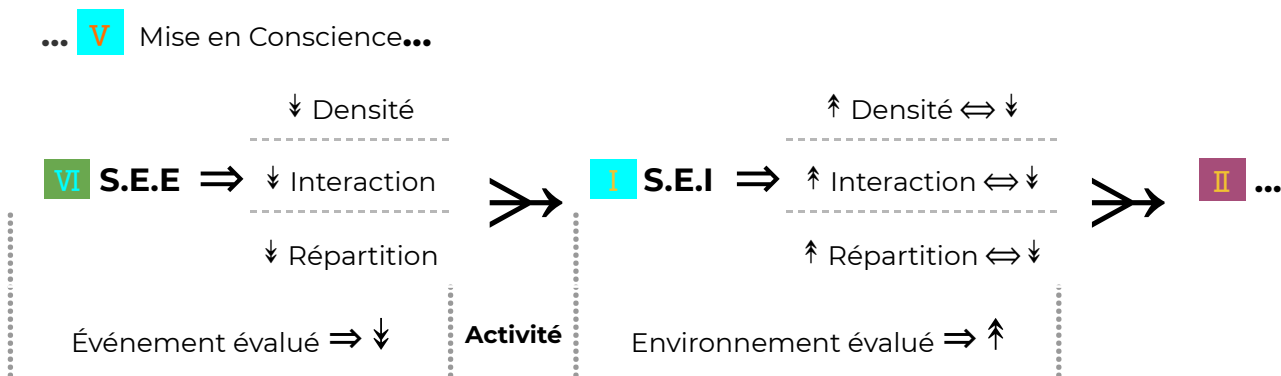 ... Ⅴ Mise en Conscience...
↡ Densité
↟ Densité ⇔ ↡
Ⅵ S.E.E ⇒ ↡ Interaction ⤚ Ⅰ S.E.I ⇒ ↟ Interaction ⇔ ↡ ⤚ Ⅱ ...
↡ Répartition
↟ Répartition ⇔ ↡
Événement évalué ⇒ ↡
Activité
Environnement évalué ⇒ ↟